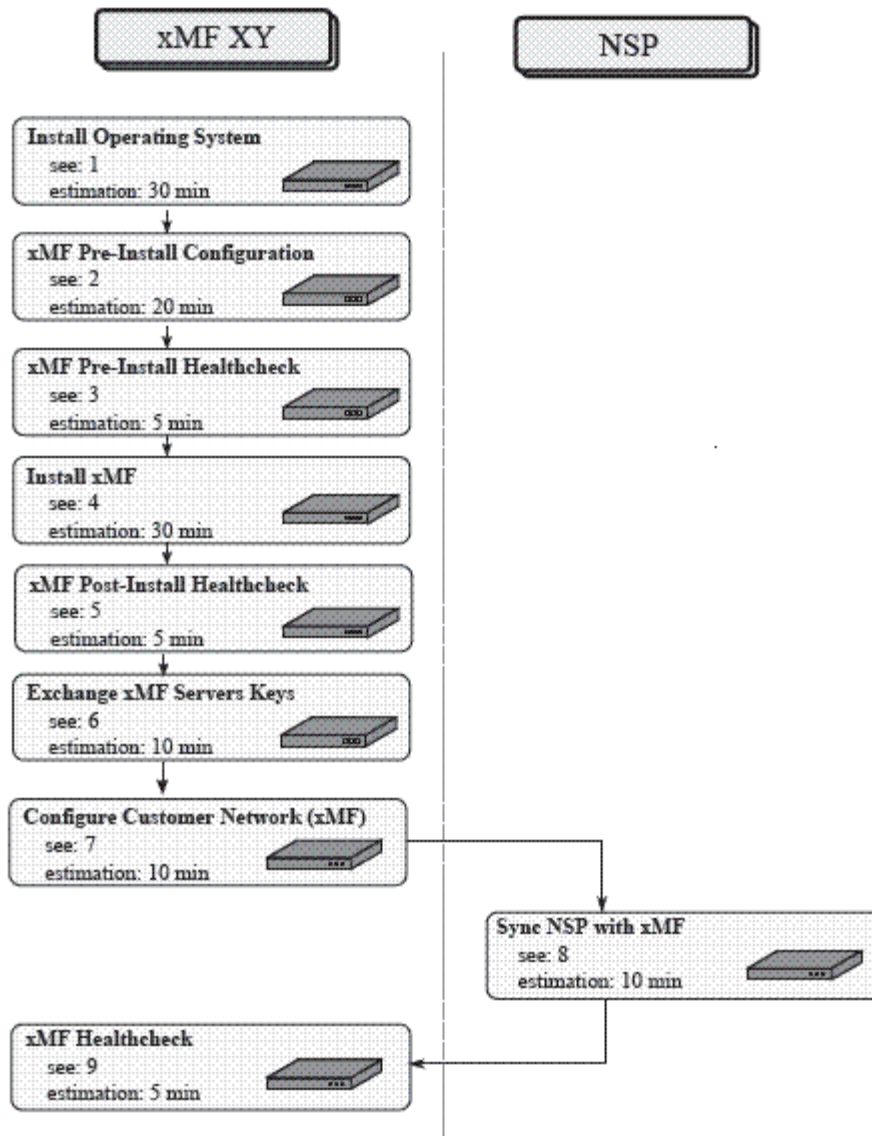 xMF XY
NSP
Install Operating System
see: 1
estimation: 30 min
xMF Pre-Install Configuration
see: 2
estimation: 20 min
xMF Pre-Install Healthcheck
see: 3
estimation: 5 min
Install xMF
see: 4
estimation: 30 min
xMF Post-Install Healthcheck
see: 5
estimation: 5 min
Exchange xMF Servers Keys
see: 6
estimation: 10 min
Configure Customer Network (xMF)
see: 7
estimation: 10 min
Sync NSP with xMF
see: 8
estimation: 10 min
xMF Healthcheck
see: 9
estimation: 5 min